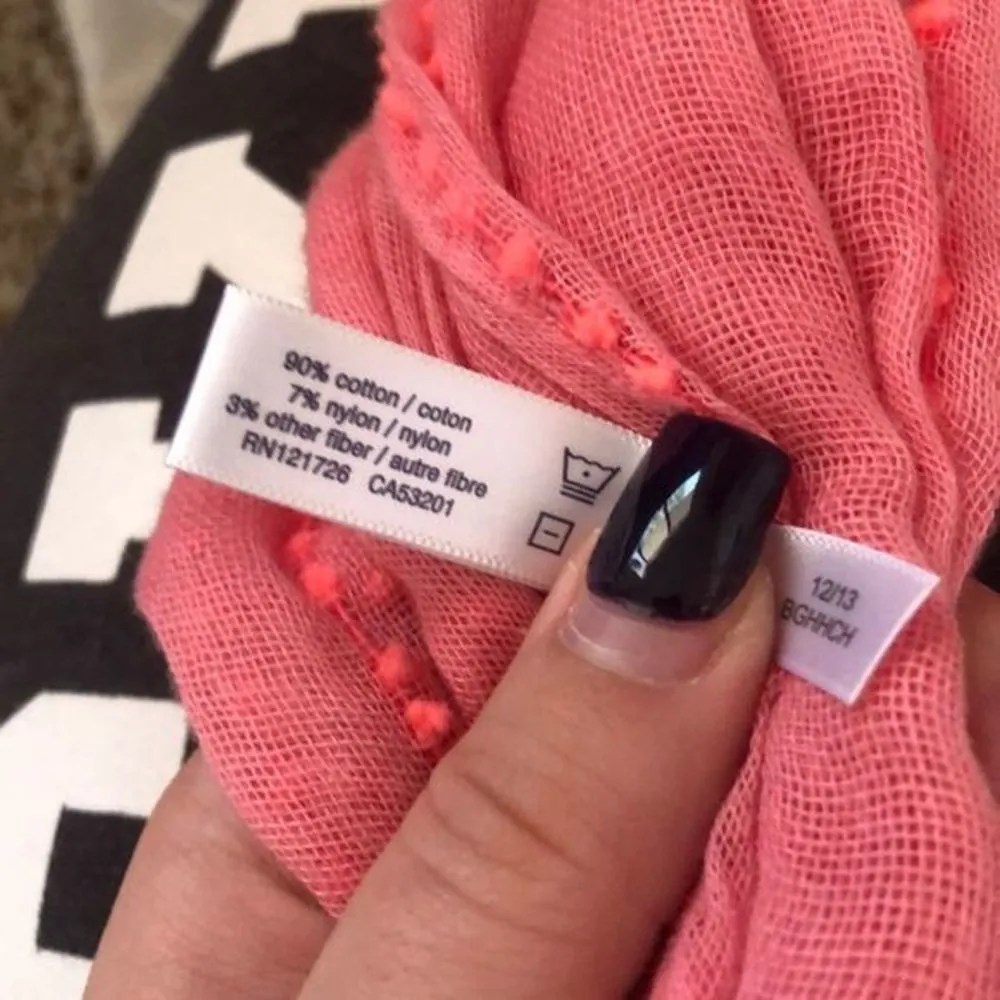 90% cotton / coton
7% nylon / nylon
3% other fiber / autre fibre
RN121726 CA53201
12/13
BGHHCH